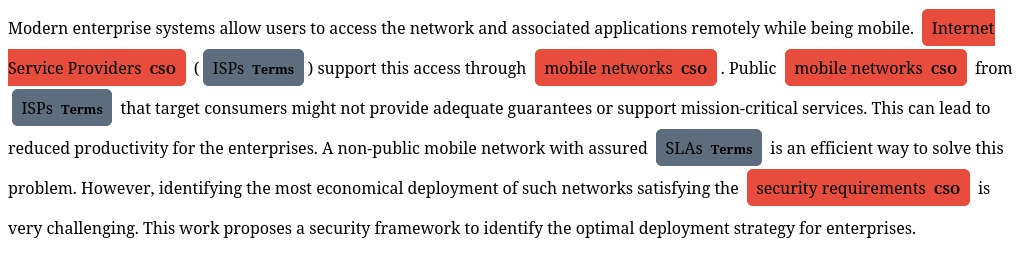 Modern enterprise systems allow users to access the network and associated applications remotely while being mobile. Internet
Service Providers CSO ( ISPs Terms ) support this access through mobile networks CSO . Public mobile networks CSO from
ISPs Terms that target consumers might not provide adequate guarantees or support mission-critical services. This can lead to
reduced productivity for the enterprises. A non-public mobile network with assured SLAs Terms is an efficient way to solve this
problem. However, identifying the most economical deployment of such networks satisfying the security requirements CSO is
very challenging. This work proposes a security framework to identify the optimal deployment strategy for enterprises.